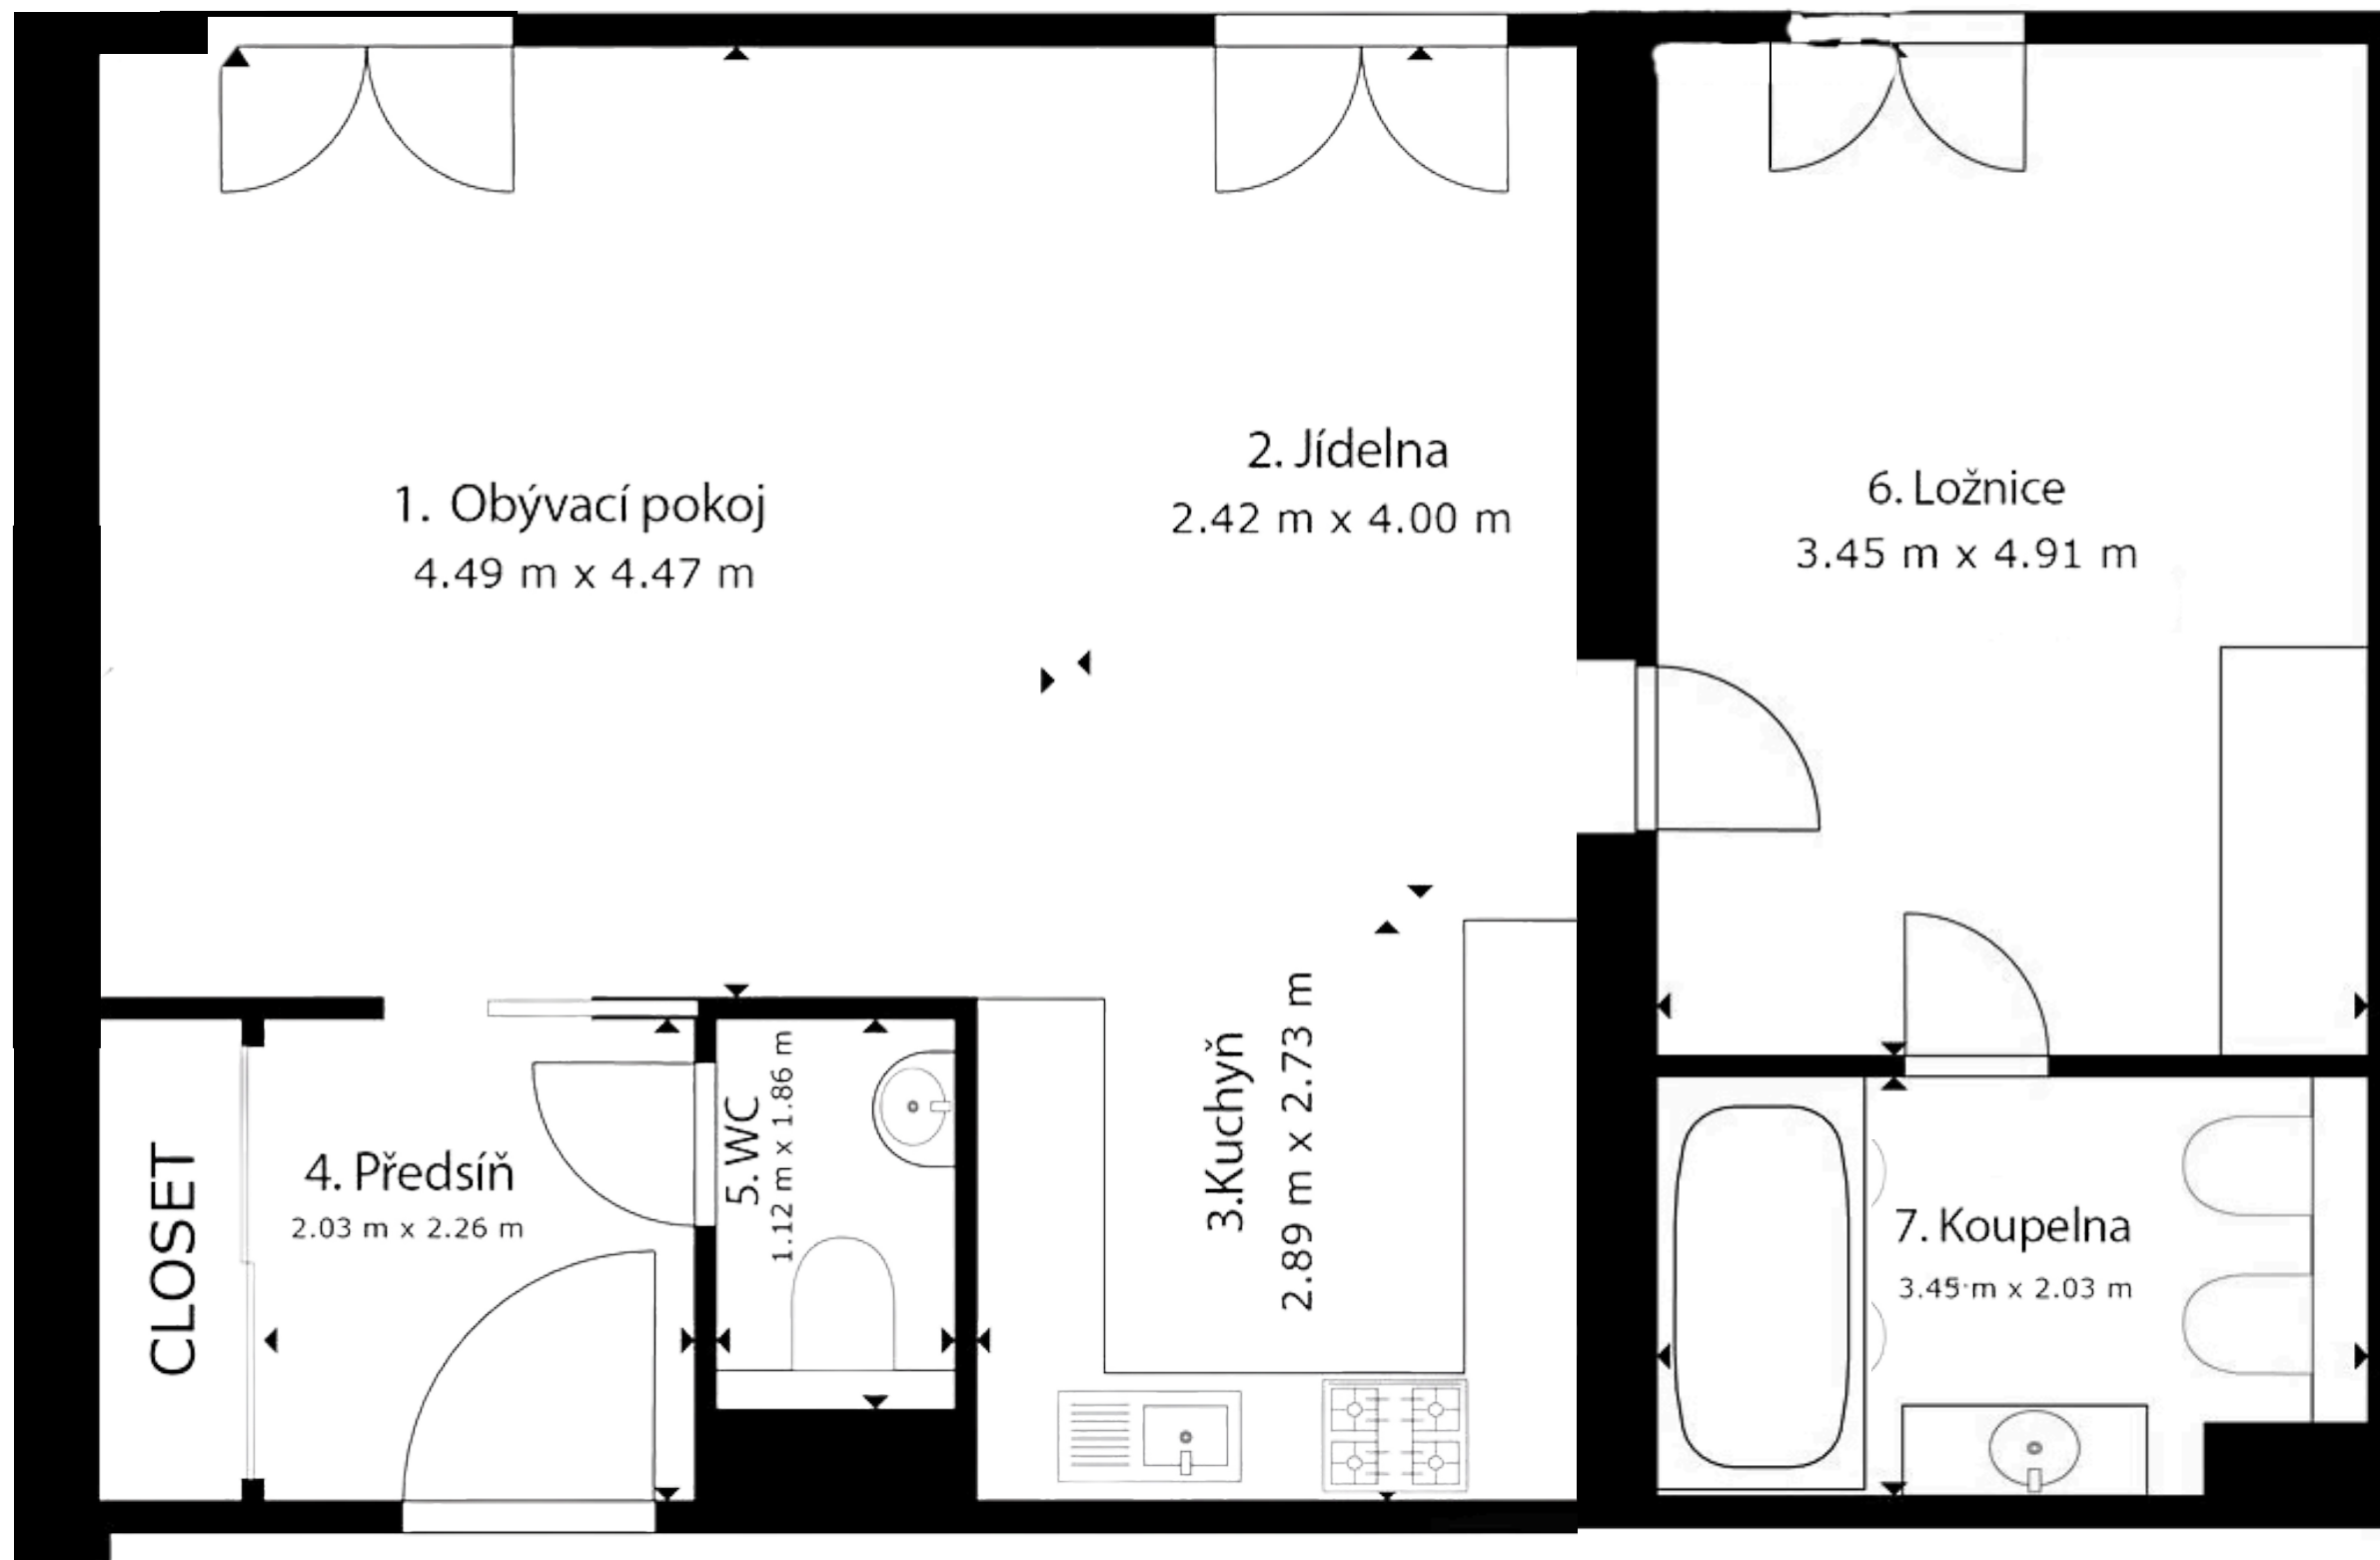 1. Obývací pokoj
4.49 m x 4.47 m
2. Jídelna
2.42 m x 4.00 m
6. Ložnice
3.45 m x 4.91 m
CLOSET
4. Předsíň
2.03 m x 2.26 m
5. WC
1.12 m x 1.86 m
3.Kuchyň
2.89 m x 2.73 m
7. Koupelna
3.45 m x 2.03 m